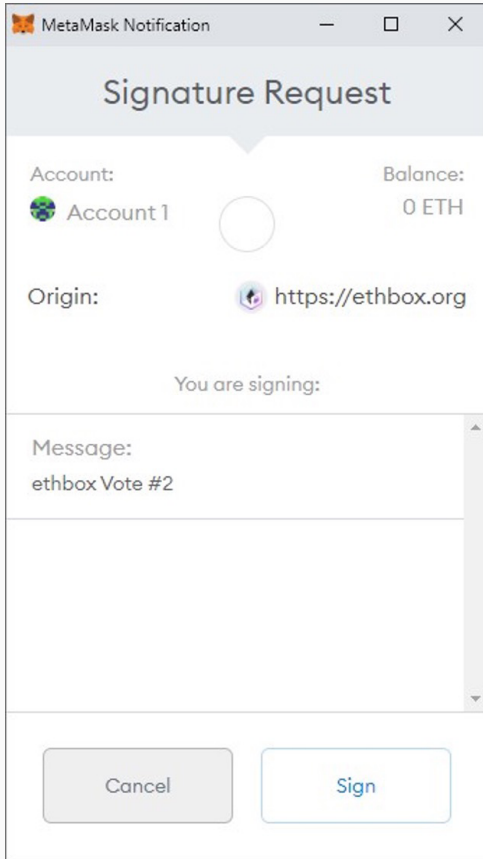 MetaMask Notification
Signature Request
Account: Balance:
Account 1 0 ETH
Origin: https://ethbox.org
You are signing:
Message:
ethbox Vote #2
Cancel Sign